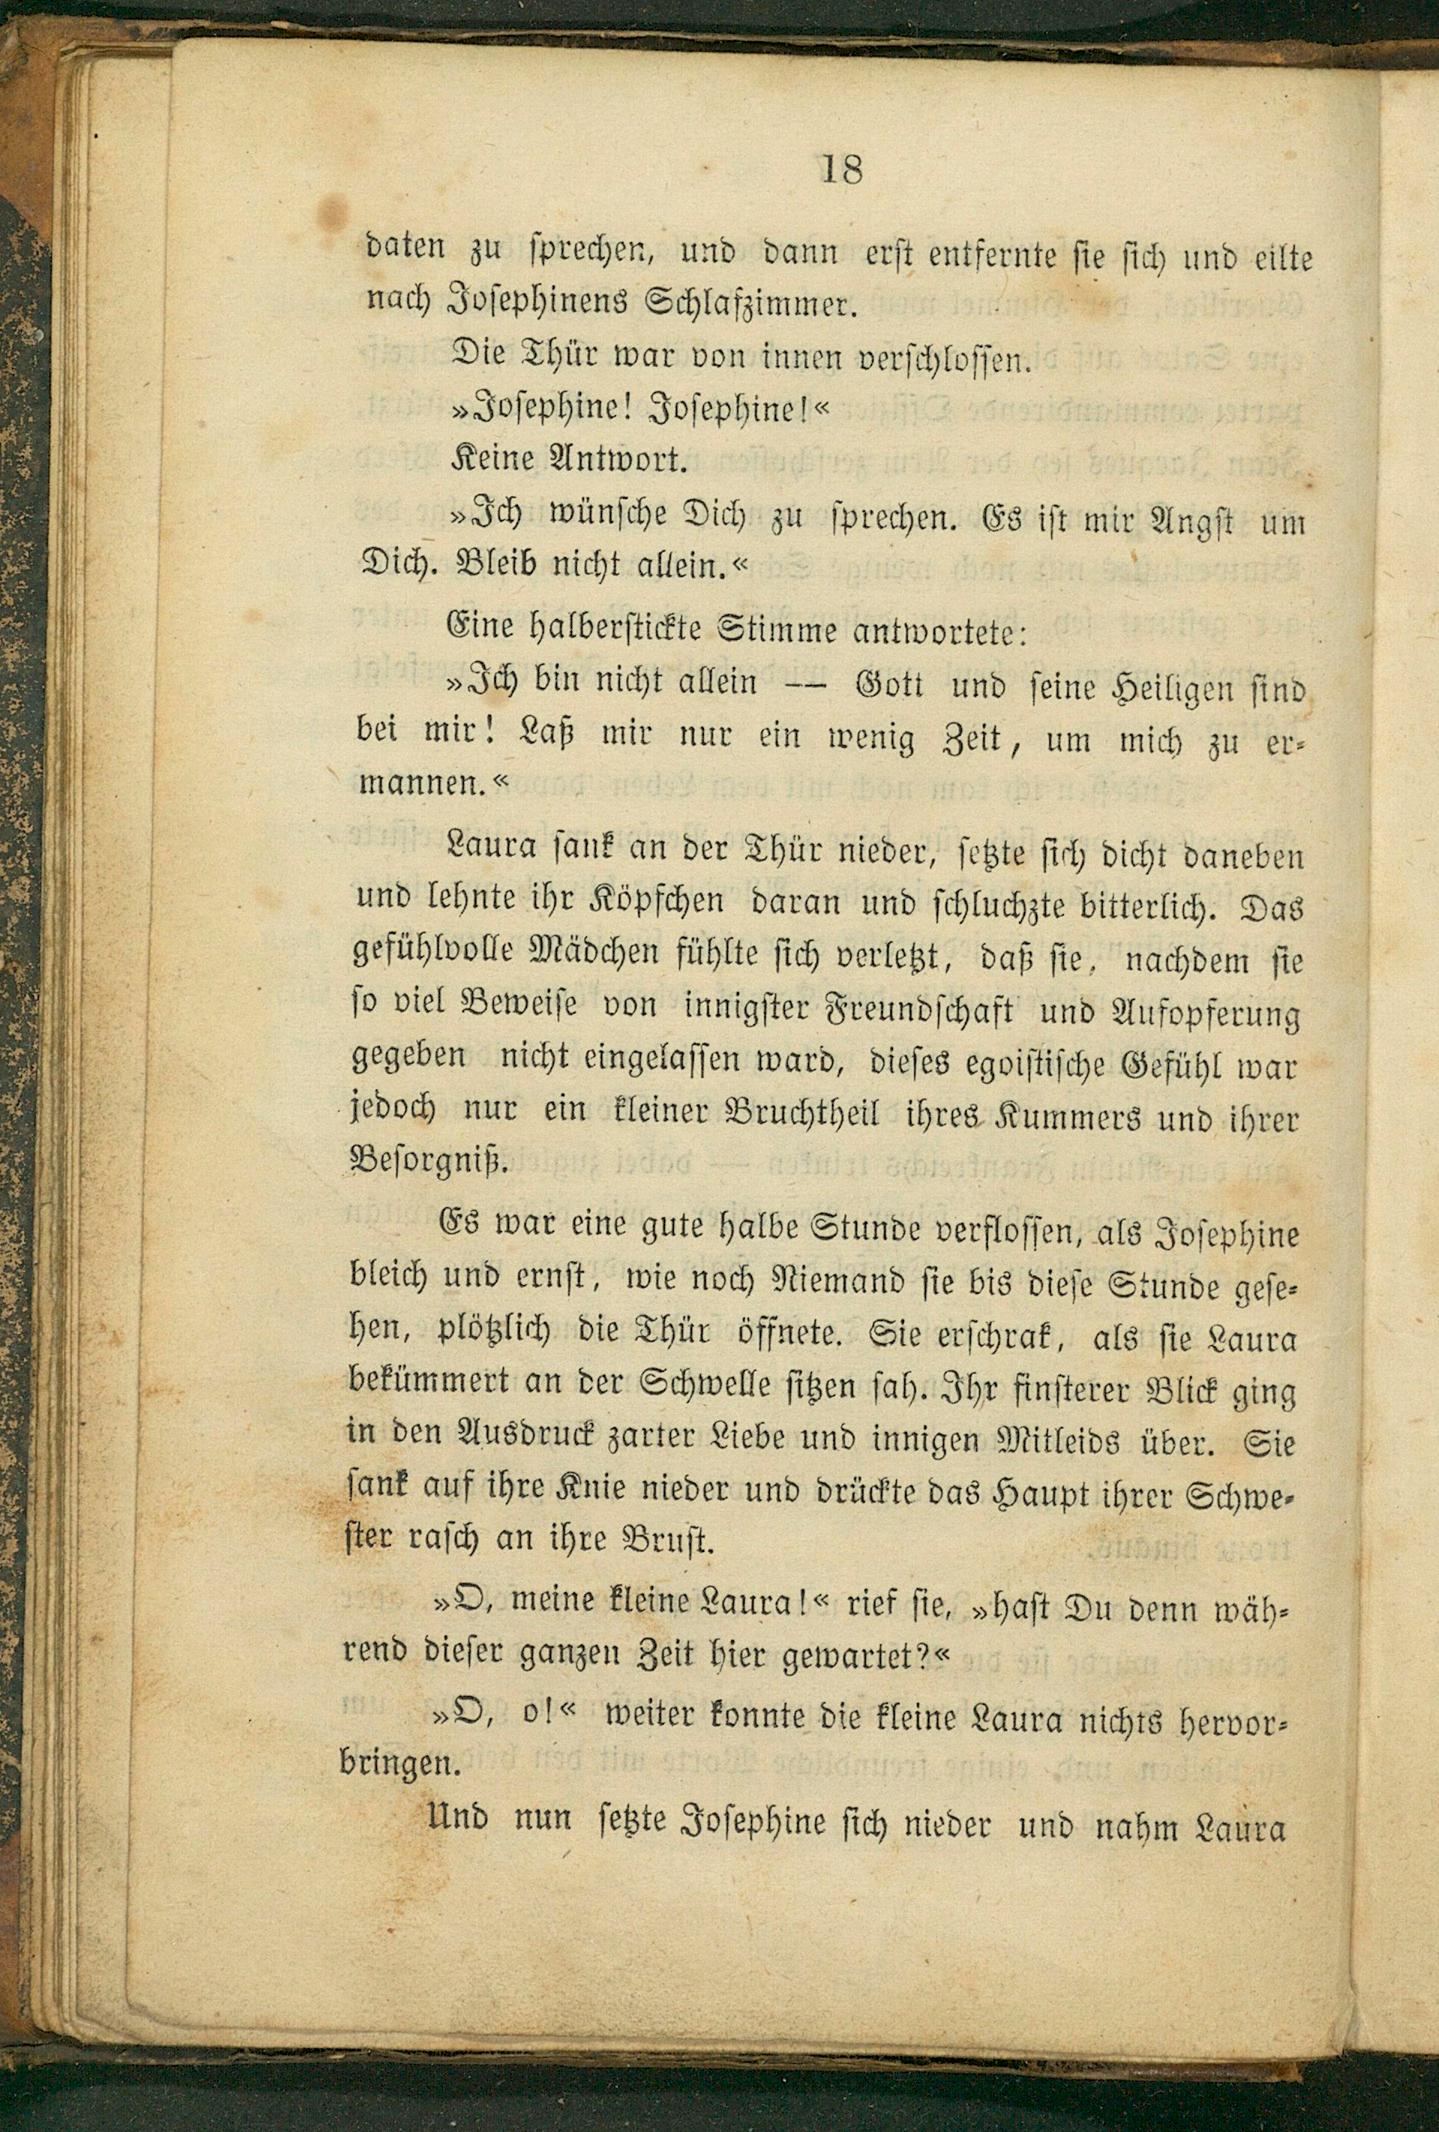 18
daten zu sprechen, und dann erst entfernte sie sich und eilte
nach Josephinens Schlafzimmer.
Die Thür war von innen verschlossen.
»Josephine! Josephine!«
Keine Antwort.
»Ich wünsche Dich zu sprechen. Es ist mir Angst um
Dich. Bleib nicht allein.«
Eine halberstickte Stimme antwortete:
»Ich bin nicht allein — Gott und seine Heiligen sind
bei mir! Laß mir nur ein wenig Zeit, um mich zu er-
mannen.«
Laura sank an der Thür nieder, setzte sich dicht daneben
und lehnte ihr Köpfchen daran und schluchzte bitterlich. Das
gefühlvolle Mädchen fühlte sich verletzt, daß sie, nachdem sie
so viel Beweise von innigster Freundschaft und Aufopferung
gegeben nicht eingelassen ward, dieses egoistische Gefühl war
jedoch nur ein kleiner Bruchtheil ihres Kummers und ihrer
Besorgniß.
Es war eine gute halbe Stunde verflossen, als Josephine
bleich und ernst, wie noch Niemand sie bis diese Stunde gese-
hen, plötzlich die Thür öffnete. Sie erschrak, als sie Laura
bekümmert an der Schwelle sitzen sah. Ihr finsterer Blick ging
in den Ausdruck zarter Liebe und innigen Mitleids über. Sie
sank auf ihre Knie nieder und drückte das Haupt ihrer Schwe-
ster rasch an ihre Brust.
»O, meine kleine Laura!« rief sie, »hast Du denn wäh-
rend dieser ganzen Zeit hier gewartet?«
»O, o!« weiter konnte die kleine Laura nichts hervor-
bringen.
Und nun setzte Josephine sich nieder und nahm Laura